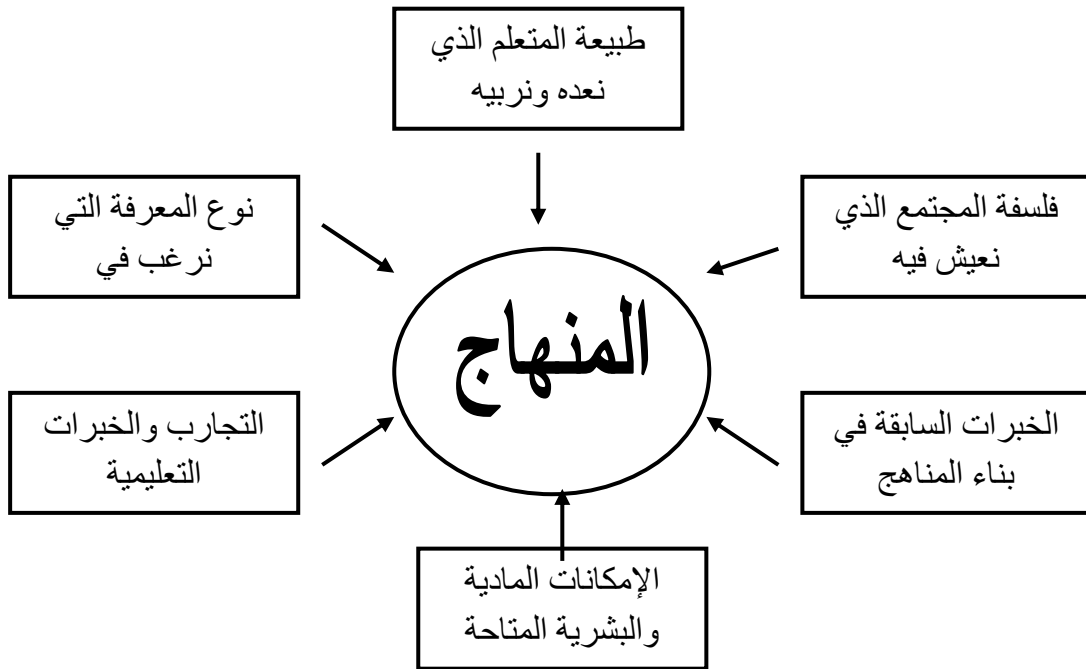 طبيعة المتعلم الذي
نعده ونربيه
فلسفة المجتمع الذي
نعيش فيه
نوع المعرفة التي
نرغب في
المنهاج
الخبرات السابقة في
بناء المناهج
التجارب والخبرات
التعليمية
الإمكانات المادية
والبشرية المتاحة